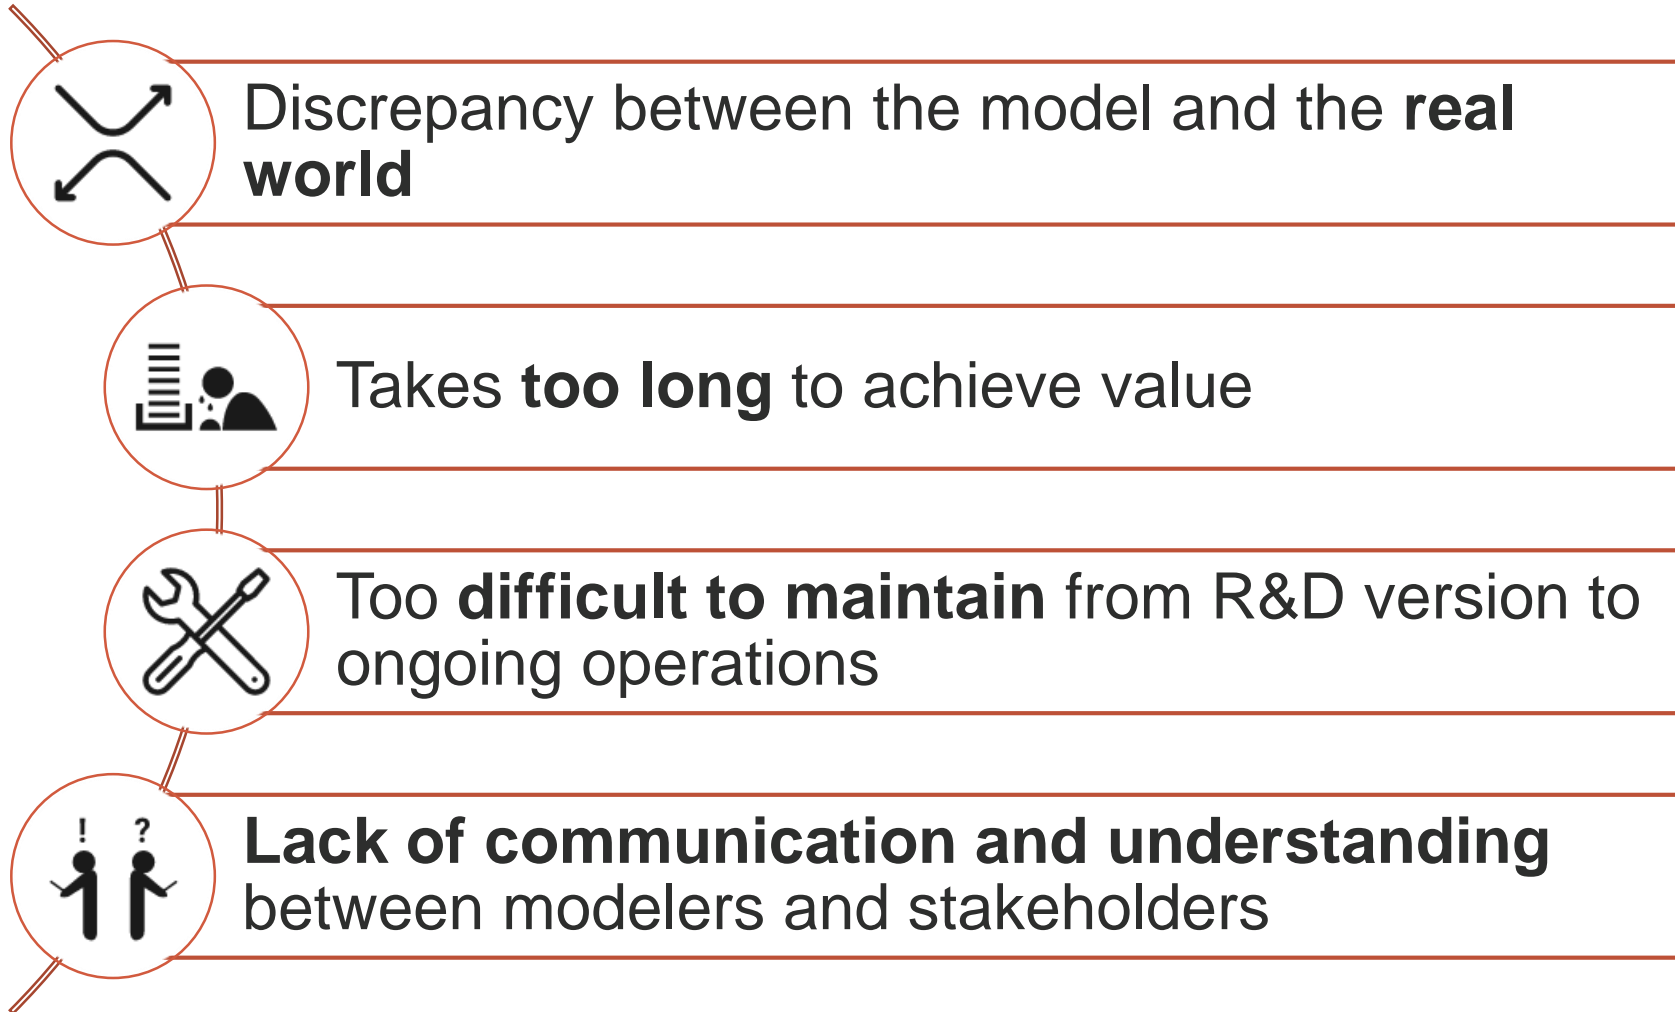 Discrepancy between the model and the real
world
Takes too long to achieve value
Too difficult to maintain from R&D version to
ongoing operations
! ?
Lack of communication and understanding
between modelers and stakeholders